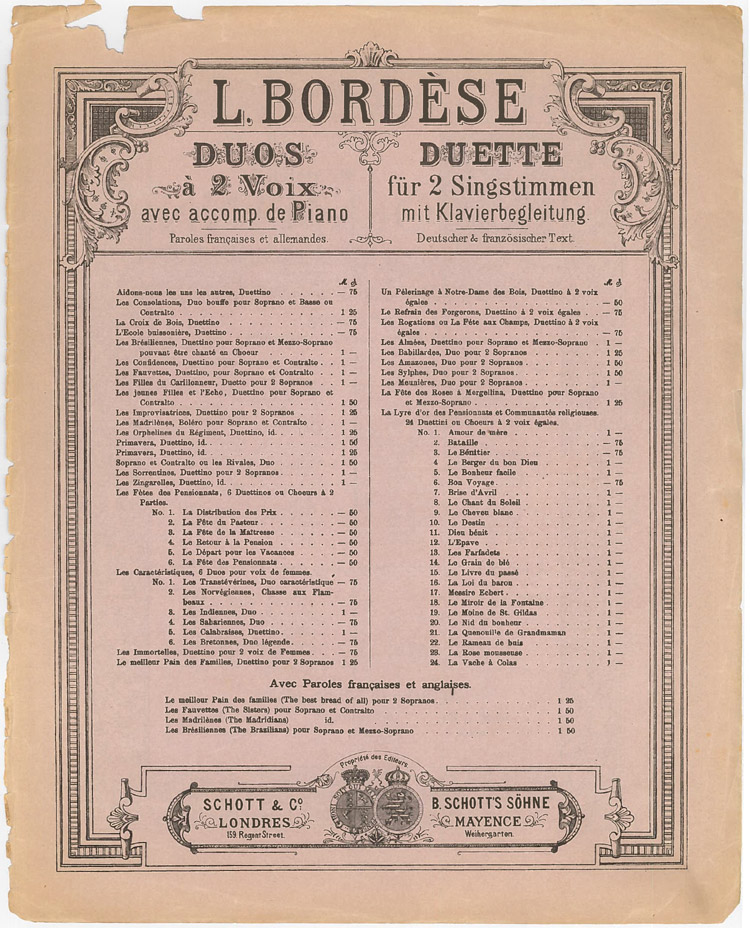 L. BORDÈSE
DUOS
à 2 Voix
avec accomp. de Piano
Paroles françaises et allemandes.
DUETTE
für 2 Singstimmen
mit Klavierbegleitung.
Deutscher & französischer Text.
M. ₰.
Aidons-nous les uns les autres, Duettino . . . . . . — 75
Les Consolations, Duo bouffe pour Soprano et Basse ou
Contralto . . . . . . 1 25
La Croix de Bois, Duettino . . . . . . — 75
L'Ecole buissonière, Duettino . . . . . . — 75
Les Brésiliennes, Duettino pour Soprano et Mezzo-Soprano
pouvant être chanté en Choeur . . . . . . 1 —
Les Confidences, Duettino pour Soprano et Contralto . . 1 —
Les Fauvettes, Duettino, pour Soprano et Contralto . . 1 —
Les Filles du Carillonneur, Duetto pour 2 Sopranos . . 1 —
Les jeunes Filles et l'Echo, Duettino pour Soprano et
Contralto . . . . . . 1 50
Les Improvisatrices, Duettino pour 2 Sopranos . . . 1 25
Les Madrilènes, Boléro pour Soprano et Contralto . . . 1 —
Les Orphelines du Régiment, Duettino, id. . . . . 1 25
Primavera, Duettino, id. . . . . . . 1 50
Primavera, Duettino, id. . . . . . . 1 25
Soprano et Contralto ou les Rivales, Duo . . . . . 1 50
Les Sorrentines, Duettino pour 2 Sopranos . . . . . 1 —
Les Zingarelles, Duettino, id. . . . . . . 1 —
Les Fêtes des Pensionnats, 6 Duettinos ou Choeurs à 2
Parties.
No. 1. La Distribution des Prix . . . . . . — 50
2. La Fête du Pasteur . . . . . . — 50
3. La Fête de la Maîtresse . . . . . . — 50
4. Le Retour à la Pension . . . . . . — 50
5. Le Départ pour les Vacances . . . . . . — 50
6. La Fête des Pensionnats . . . . . . — 50
Les Caractéristiques, 6 Duos pour voix de femmes.
No. 1. Les Transtévérines, Duo caractéristique — 75
2. Les Norvégiennes, Chasse aux Flam-
beaux . . . . . . — 75
3. Les Indiennes, Duo . . . . . . 1 —
4. Les Sahariennes, Duo . . . . . . — 75
5. Les Calabraises, Duettino . . . . . . 1 —
6. Les Bretonnes, Duo légende . . . . . . — 75
Les Immortelles, Duettino pour 2 voix de Femmes . . — 75
Le meilleur Pain des Familles, Duettino pour 2 Sopranos 1 25
M. ₰.
Un Pélerinage à Notre-Dame des Bois, Duettino à 2 voix
égales . . . . . . — 50
Le Refrain des Forgerons, Duettino à 2 voix égales . . . — 75
Les Rogations ou La Fête aux Champs, Duettino à 2 voix
égales . . . . . . — 75
Les Almées, Duettino pour Soprano et Mezzo-Soprano . 1 —
Les Babillardes, Duo pour 2 Sopranos . . . . . . 1 25
Les Amazones, Duo pour 2 Sopranos . . . . . . 1 50
Les Sylphes, Duo pour 2 Sopranos . . . . . . 1 50
Les Meunières, Duo pour 2 Sopranos . . . . . . 1 —
La Fête des Roses à Mergellina, Duettino pour Soprano
et Mezzo-Soprano . . . . . . 1 25
La Lyre d'or des Pensionnats et Communautés religieuses.
24 Duettini ou Choeurs à 2 voix égales.
No. 1. Amour de mère . . . . . . 1 —
2. Bataille . . . . . . — 75
3. Le Bénitier . . . . . . — 75
4. Le Berger du bon Dieu . . . . . . 1 —
5. Le Bonheur facile . . . . . . 1 —
6. Bon Voyage . . . . . . — 75
7. Brise d'Avril . . . . . . 1 —
8. Le Chant du Soleil . . . . . . 1 —
9. Le Cheveu blanc . . . . . . 1 —
10. Le Destin . . . . . . 1 —
11. Dieu bénit . . . . . . 1 —
12. L'Epave . . . . . . 1 —
13. Les Farfadets . . . . . . 1 —
14. Le Grain de blé . . . . . . 1 —
15. Le Livre du passé . . . . . . 1 —
16. La Loi du baron . . . . . . 1 —
17. Messire Ecbert . . . . . . 1 —
18. Le Miroir de la Fontaine . . . . . . 1 —
19. Le Moine de St. Gildas . . . . . . 1 —
20. Le Nid du bonheur . . . . . . 1 —
21. La Quenouille de Grandmaman . . . . . . 1 —
22. Le Rameau de buis . . . . . . 1 —
23. La Rose mousseuse . . . . . . 1 —
24. La Vache à Colas . . . . . . 1 —
Avec Paroles françaises et anglaises.
Le meilleur Pain des familles (The best bread of all) pour 2 Sopranos . . . . . . 1 25
Les Fauvettes (The Sisters) pour Soprano et Contralto . . . . . . 1 50
Les Madrilènes (The Madridians) id. . . . . . . 1 50
Les Brésiliennes (The Brazilians) pour Soprano et Mezzo-Soprano . . . . . . 1 50
Propriété des Editeurs.
SCHOTT & Co.
LONDRES
159. Regent Street.
B. SCHOTT'S SÖHNE
MAYENCE
Weihergarten.